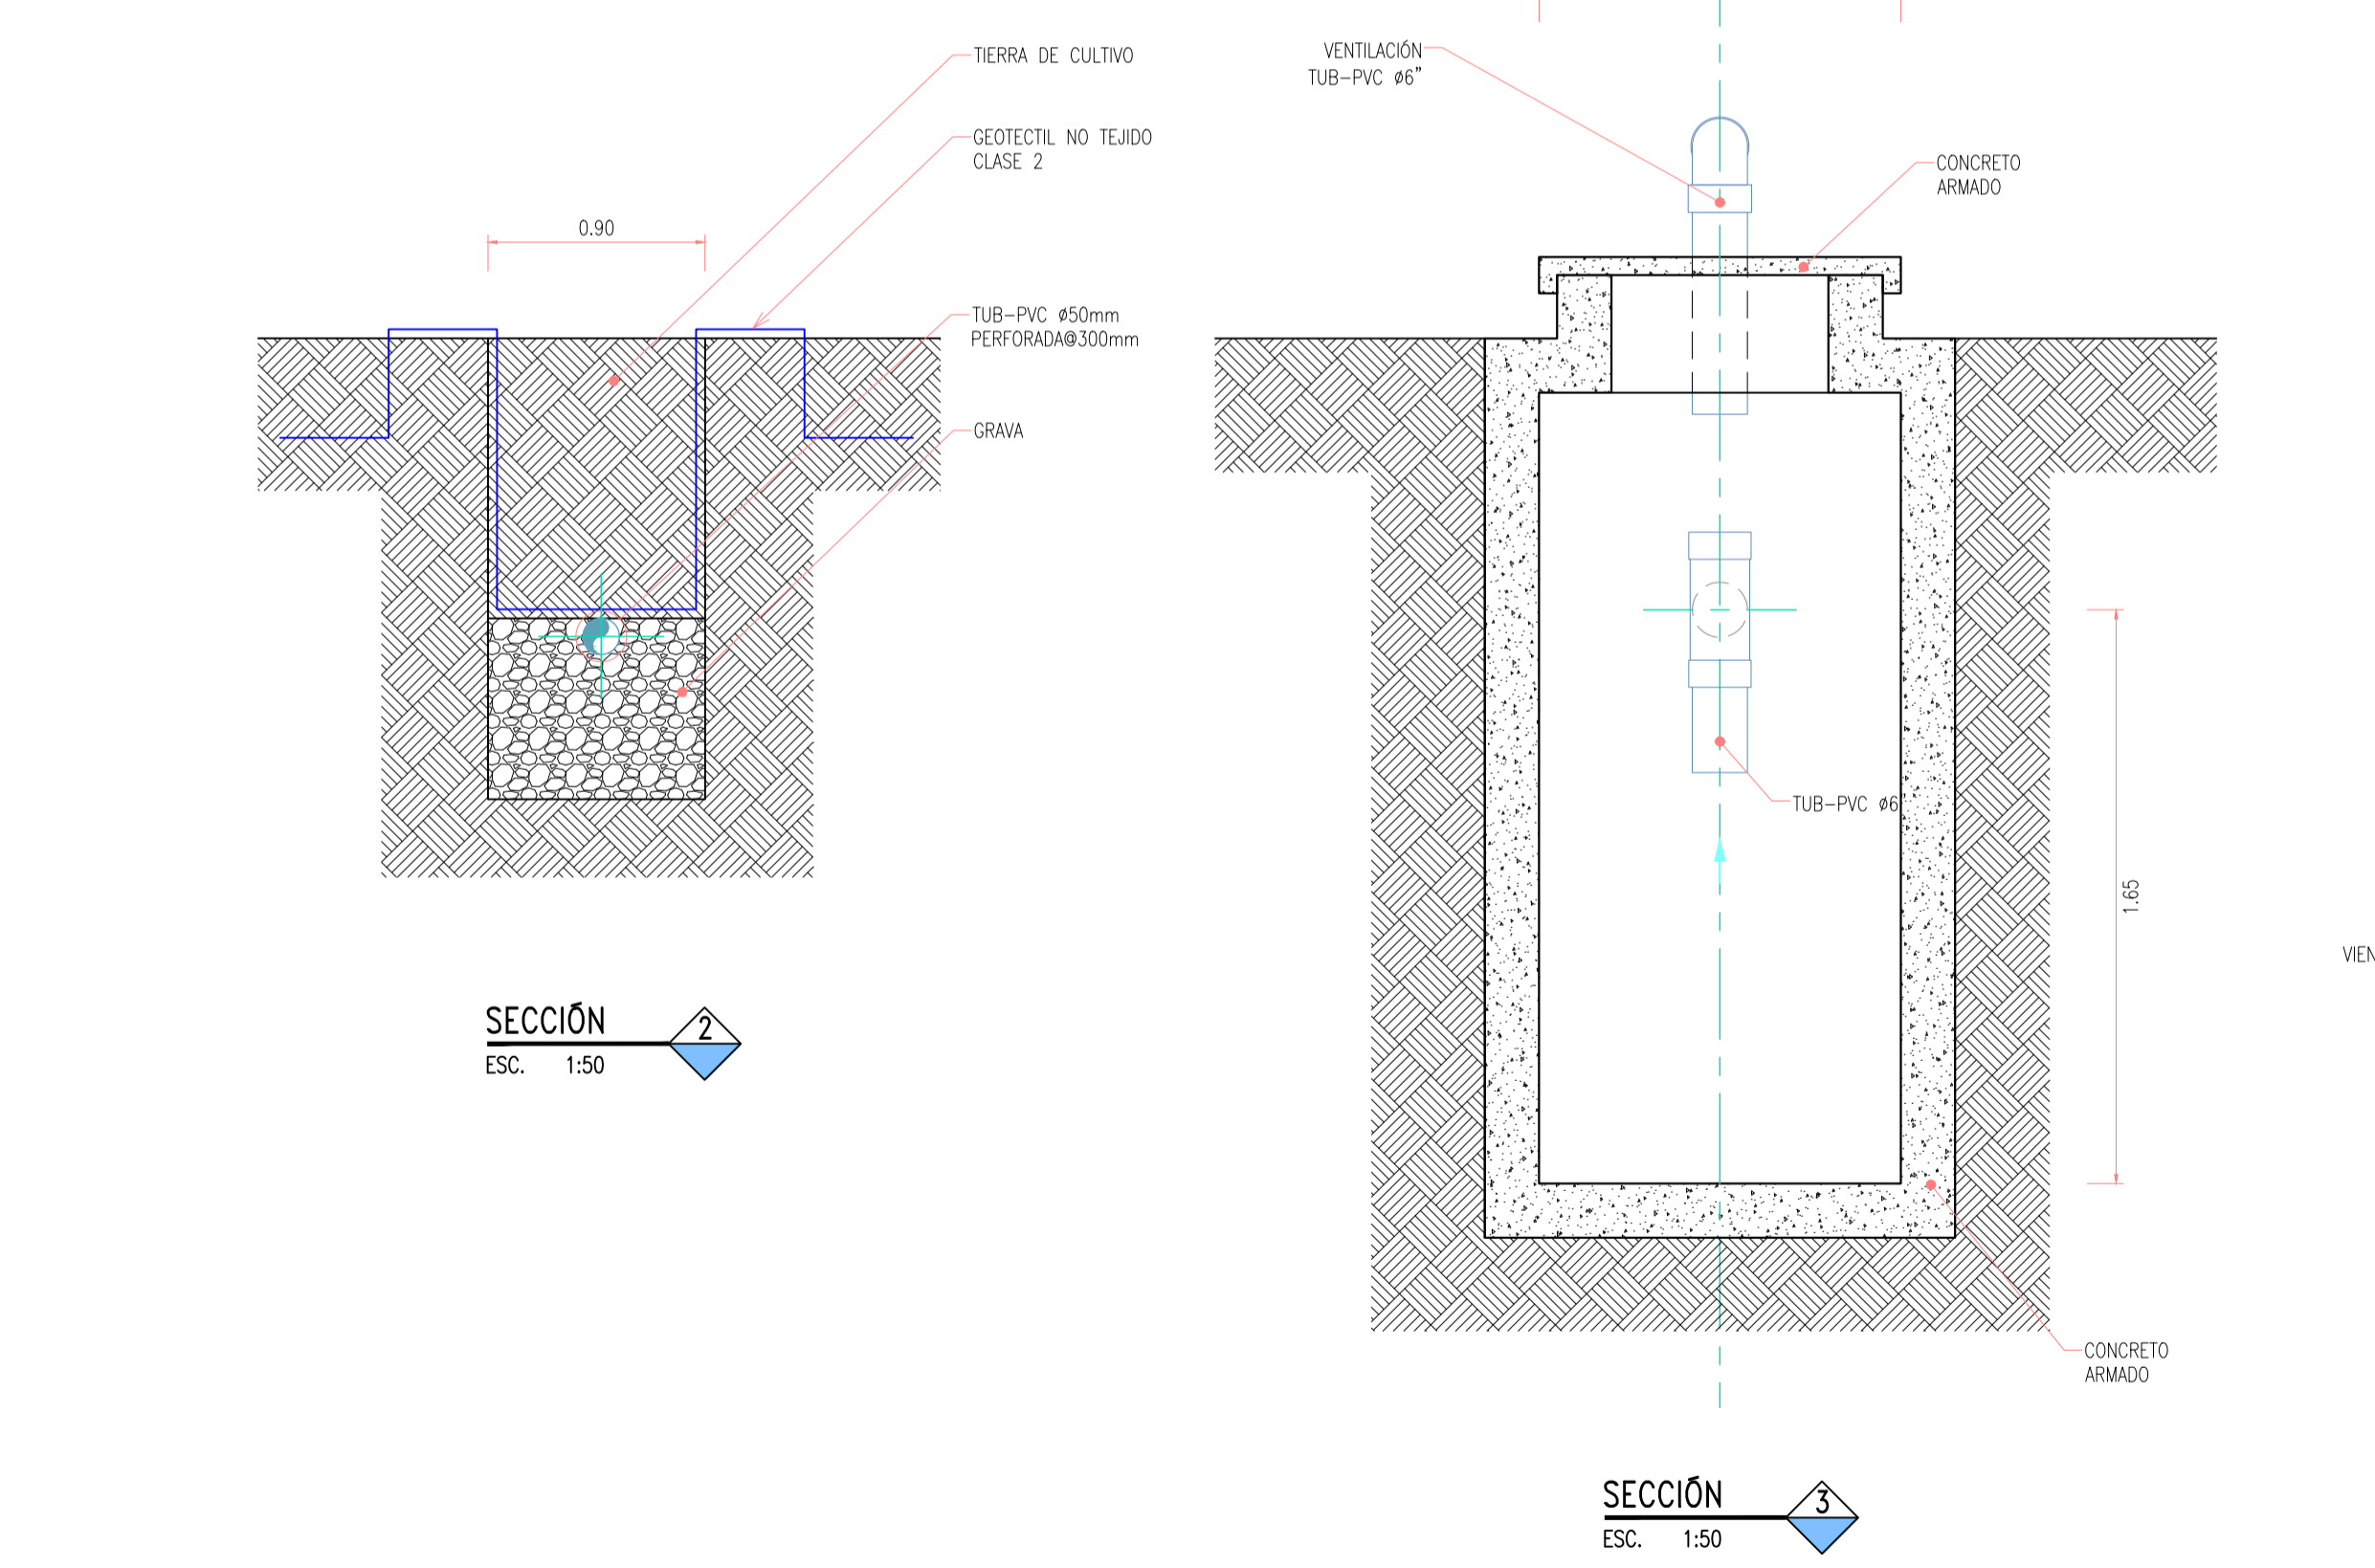 TIERRA DE CULTIVO
GEOTECTIL NO TEJIDO
CLASE 2
0.90
TUB-PVC ø50mm
PERFORADA@300mm
GRAVA
SECCIÓN 2
ESC. 1:50
VENTILACIÓN
TUB-PVC ø6"
CONCRETO
ARMADO
TUB-PVC ø6"
1.65
CONCRETO
ARMADO
SECCIÓN 3
ESC. 1:50